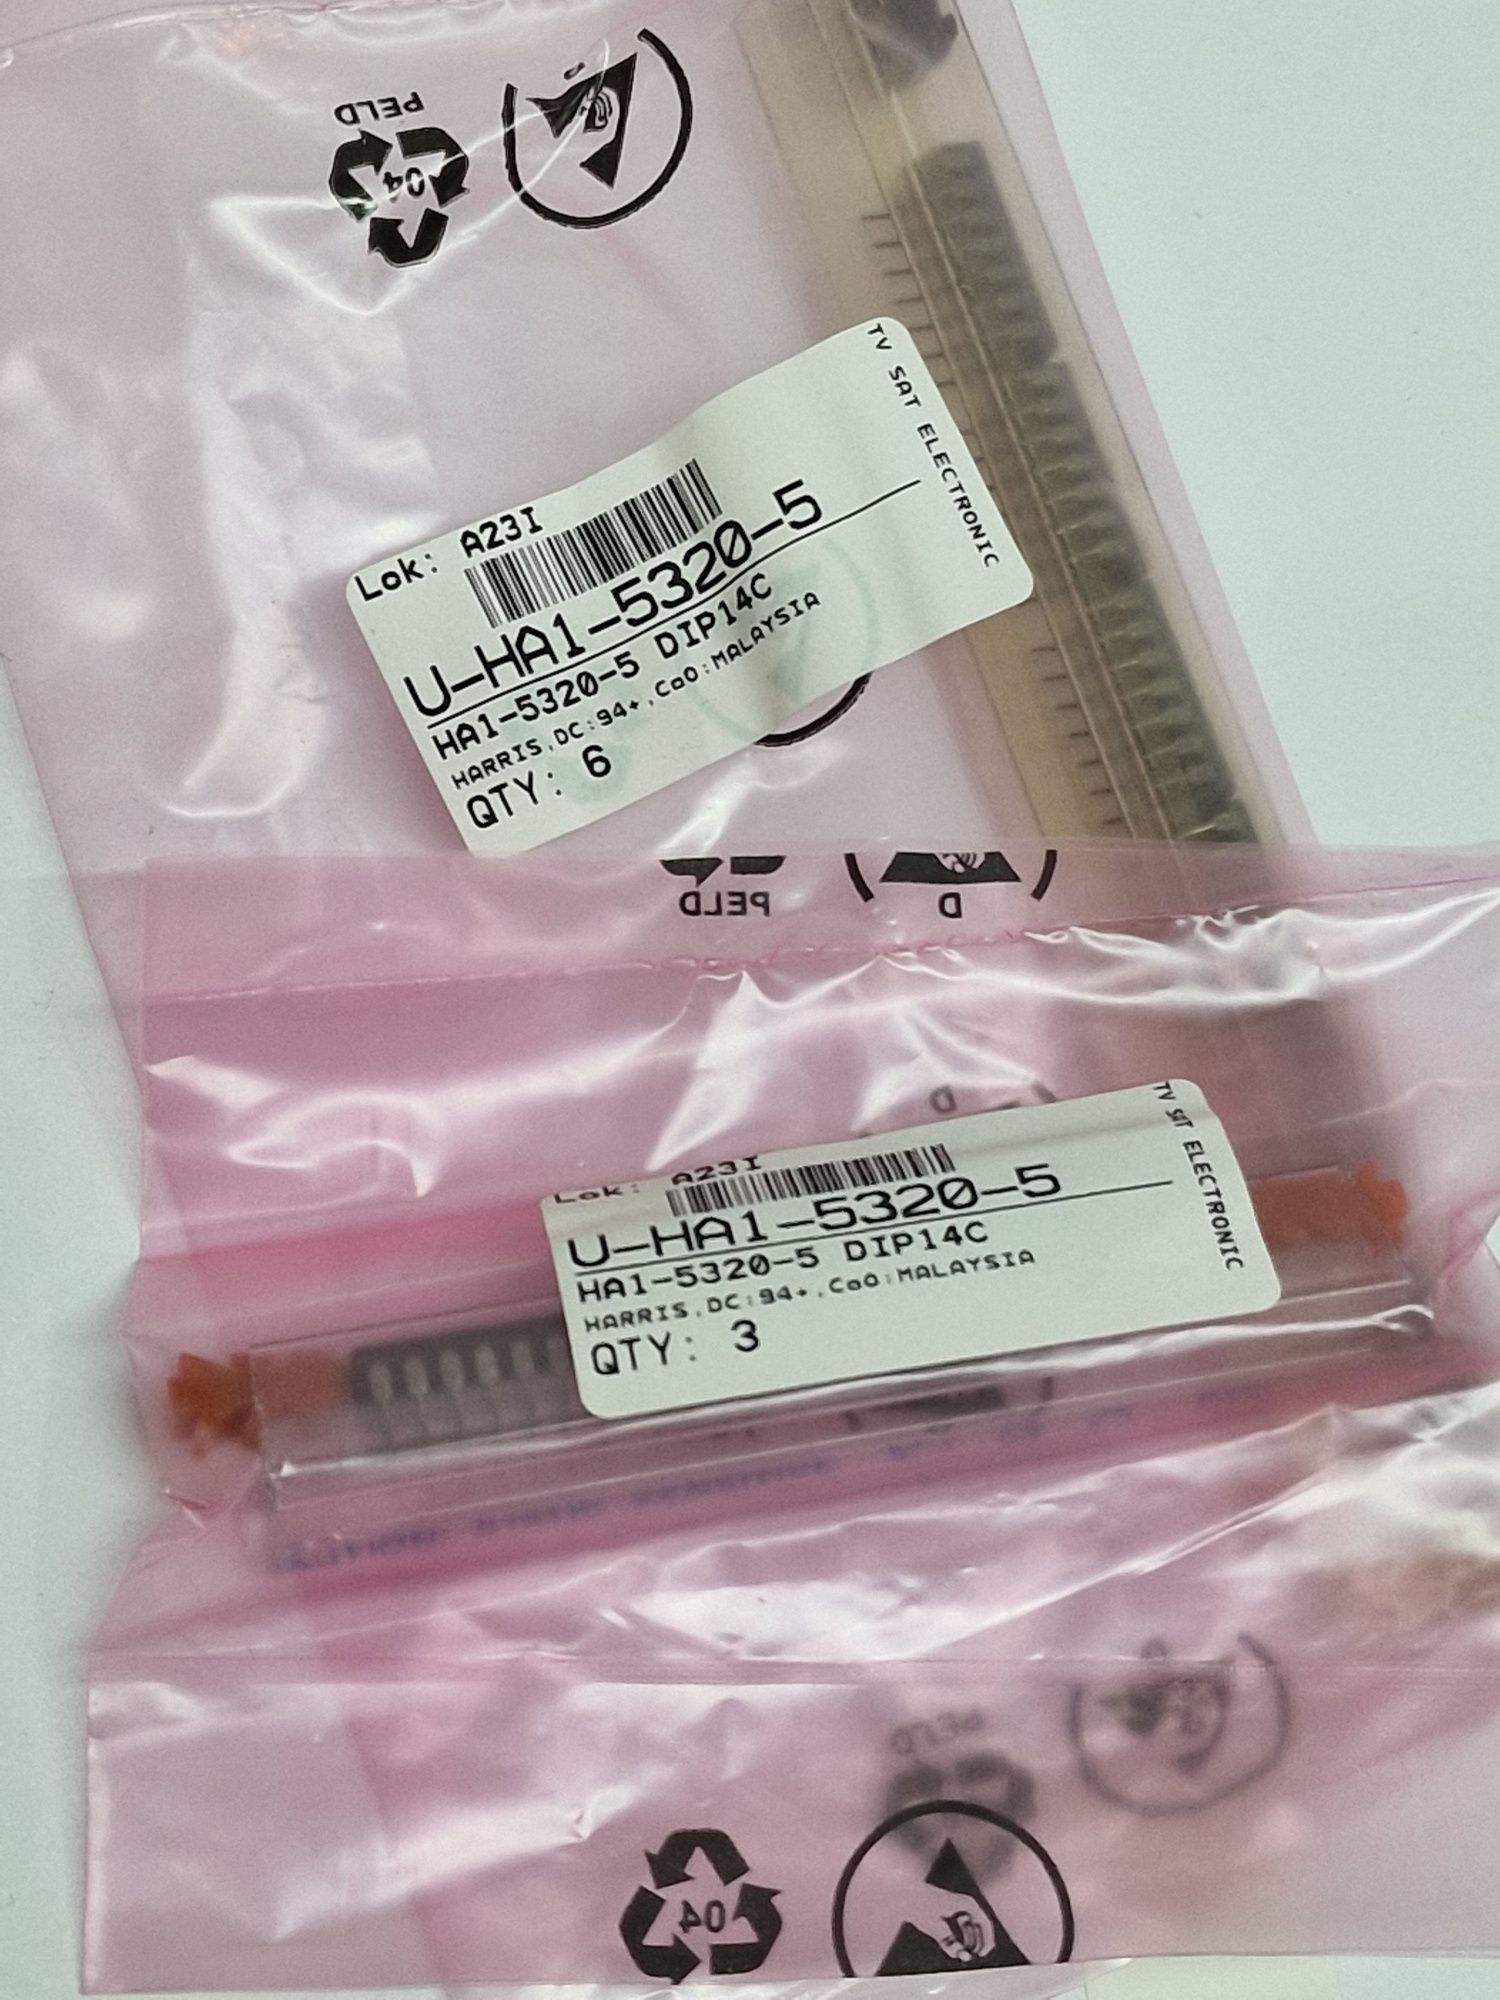 PELD
04
D
Lok: A23I
U-HA1-5320-5
HA1-5320-5 DIP14C
HARRIS,DC:94+,CoO:MALAYSIA
QTY: 6
TV SAT ELECTRONIC
PELD
D
D
Lok: A23I
U-HA1-5320-5
HA1-5320-5 DIP14C
HARRIS,DC:94+,CoO:MALAYSIA
QTY: 3
TV SAT ELECTRONIC
PELD
04